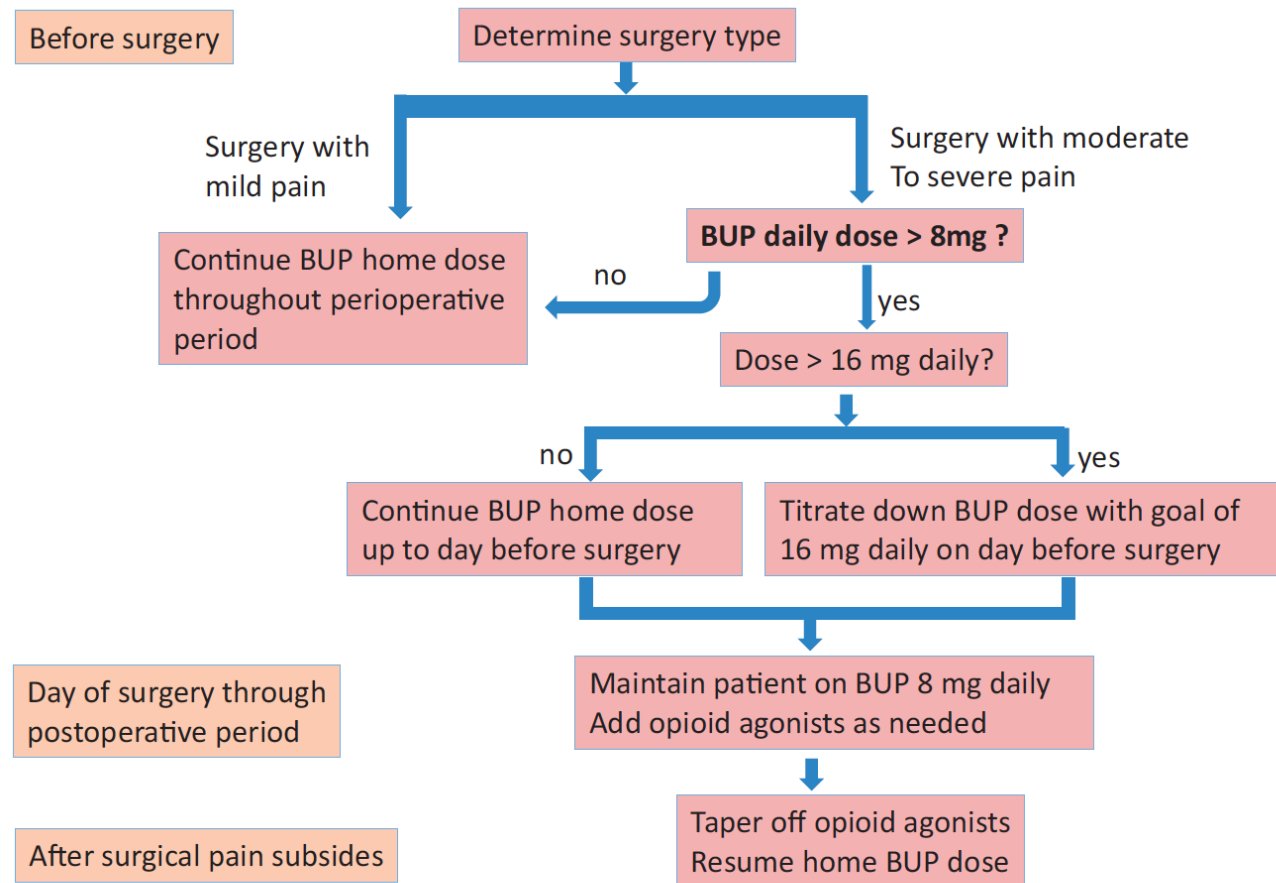 Before surgery
Determine surgery type
Surgery with
mild pain
Surgery with moderate
To severe pain
BUP daily dose > 8mg ?
Continue BUP home dose
throughout perioperative
period
no
yes
Dose > 16 mg daily?
no
yes
Continue BUP home dose
up to day before surgery
Titrate down BUP dose with goal of
16 mg daily on day before surgery
Day of surgery through
postoperative period
Maintain patient on BUP 8 mg daily
Add opioid agonists as needed
After surgical pain subsides
Taper off opioid agonists
Resume home BUP dose